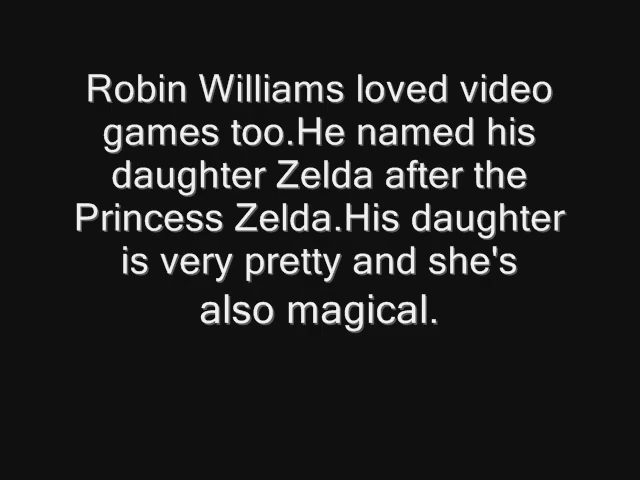 Robin Williams loved video
games too.He named his
daughter Zelda after the
Princess Zelda.His daughter
is very pretty and she's
also magical.